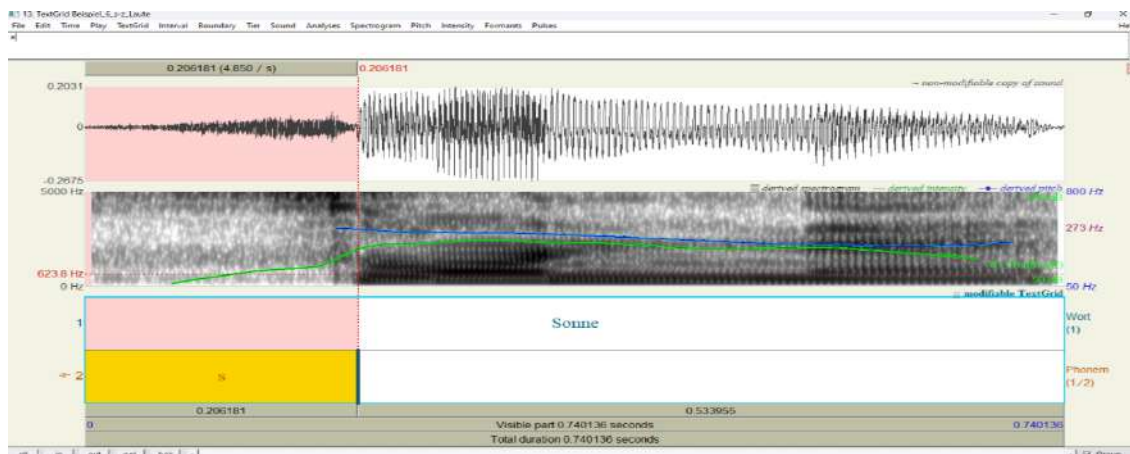 13. TextGrid Beispiel_6_s-z_Laute
File Edit Time Play TextGrid Interval Boundary Tier Sound Analyses Spectrogram Pitch Intensity Formants Pulses
0.206181 (4.850 / s) 0.206181
0.2031
~ non-modifiable copy of sound
0
-0.2675
5000 Hz derived spectrogram derived intensity derived pitch 800 Hz
273 Hz
623.8 Hz
0 Hz 50 Hz
modifiable TextGrid
1 Sonne Wort
(1)
2 s Phonem
(1/2)
0.206181 0.533955
0 Visible part 0.740136 seconds 0.740136
Total duration 0.740136 seconds